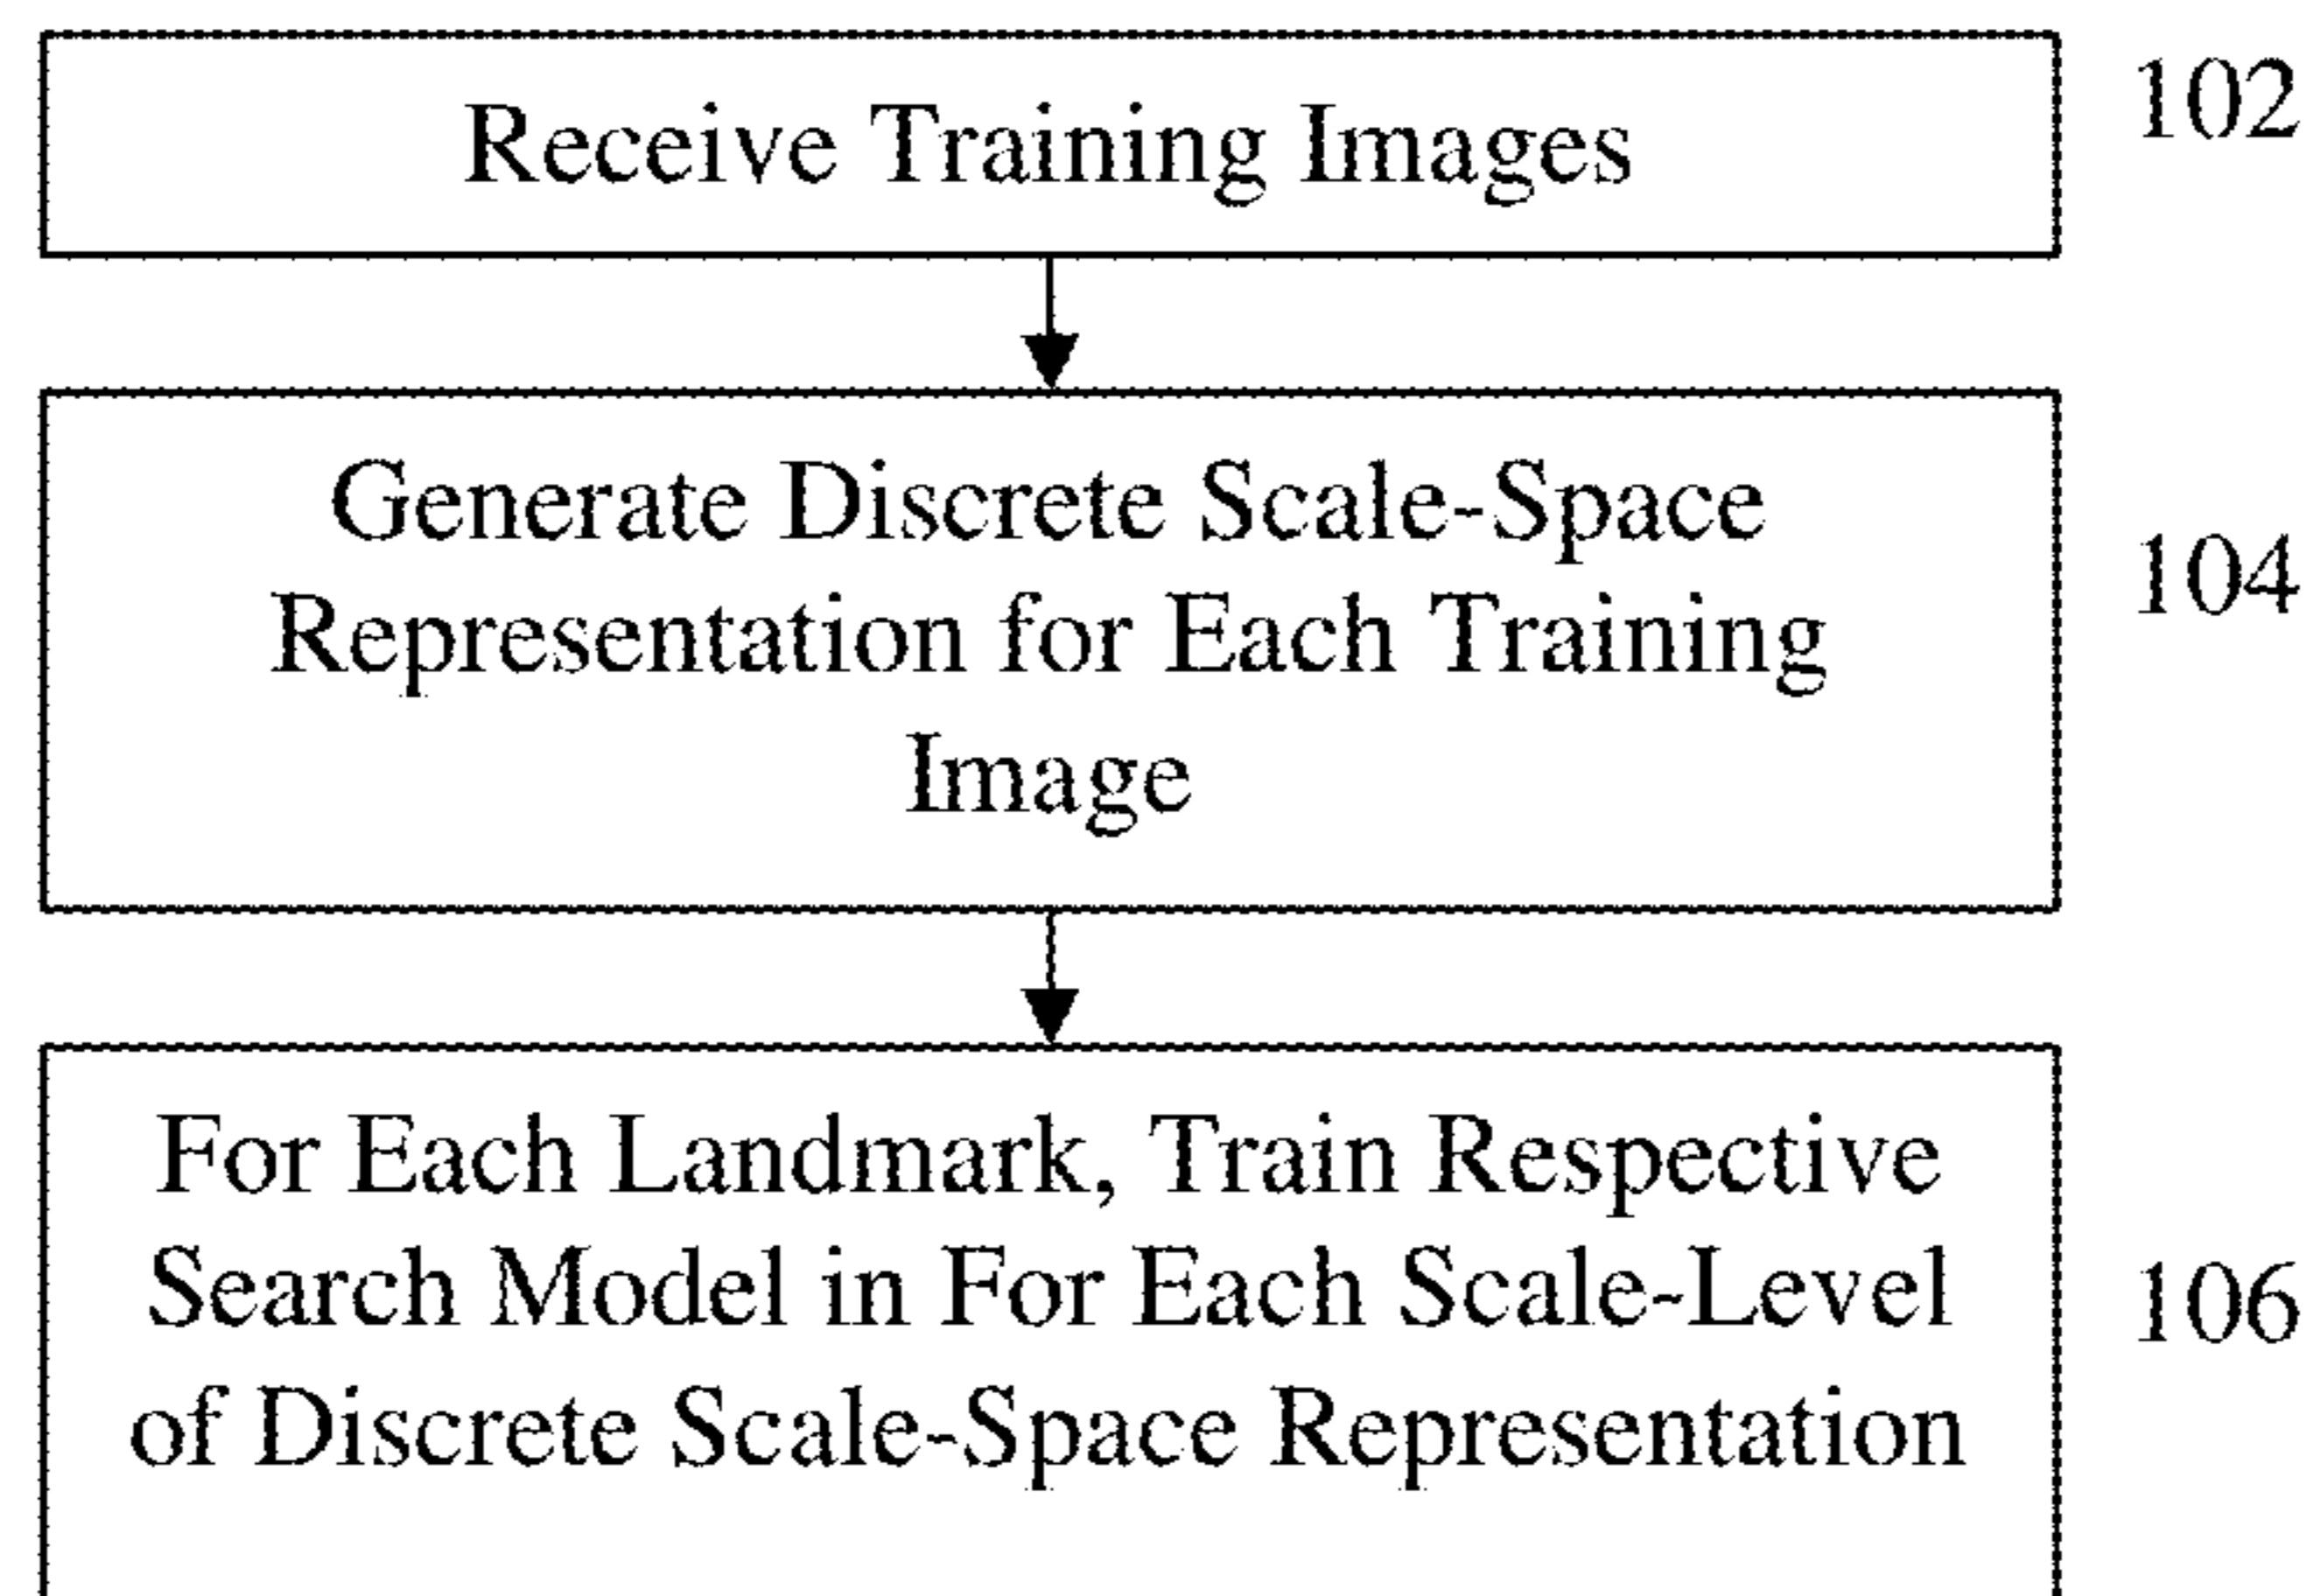 Receive Training Images
102
Generate Discrete Scale-Space
Representation for Each Training
Image
104
For Each Landmark, Train Respective
Search Model in For Each Scale-Level
of Discrete Scale-Space Representation
106